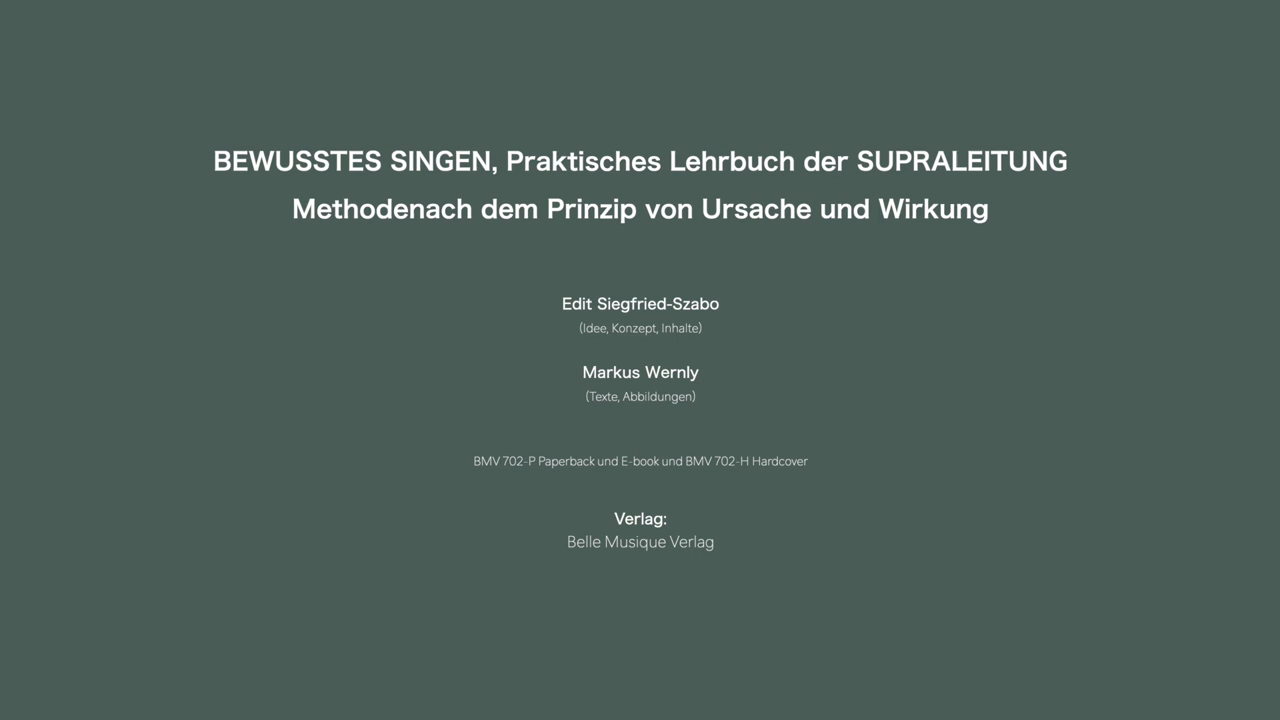 BEWUSSTES SINGEN, Praktisches Lehrbuch der SUPRALEITUNG
Methodenach dem Prinzip von Ursache und Wirkung
Edit Siegfried-Szabo
(Idee, Konzept, Inhalte)
Markus Wernly
(Texte, Abbildungen)
BMV 702-P Paperback und E-book und BMV 702-H Hardcover
Verlag:
Belle Musique Verlag